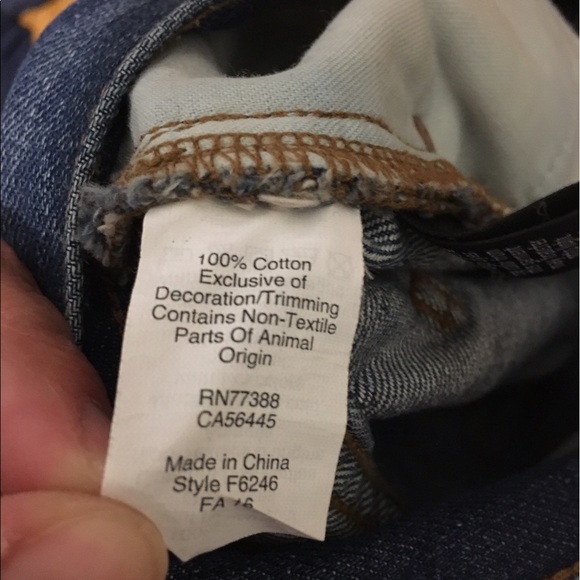 100% Cotton
Exclusive of
Decoration/Trimming
Contains Non-Textile
Parts Of Animal
Origin
RN77388
CA56445
Made in China
Style F6246